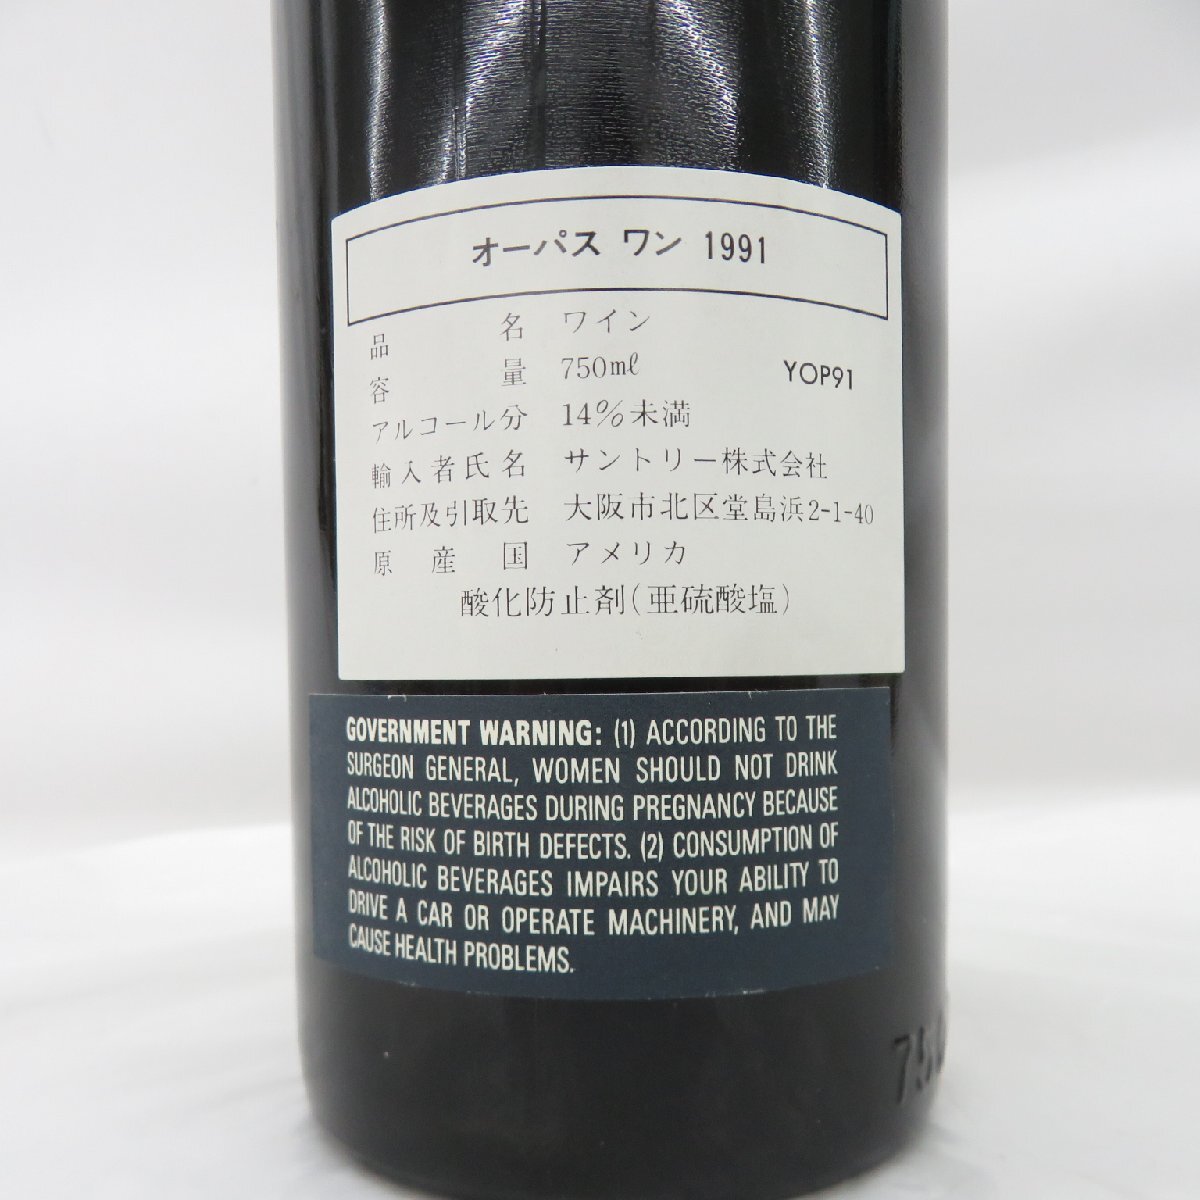 オーパス ワン 1991
品名 ワイン
容量 750mℓ YOP91
アルコール分 14%未満
輸入者氏名 サントリー株式会社
住所及引取先 大阪市北区堂島浜2-1-40
原産国 アメリカ
酸化防止剤(亜硫酸塩)
GOVERNMENT WARNING: (1) ACCORDING TO THE
SURGEON GENERAL, WOMEN SHOULD NOT DRINK
ALCOHOLIC BEVERAGES DURING PREGNANCY BECAUSE
OF THE RISK OF BIRTH DEFECTS. (2) CONSUMPTION OF
ALCOHOLIC BEVERAGES IMPAIRS YOUR ABILITY TO
DRIVE A CAR OR OPERATE MACHINERY, AND MAY
CAUSE HEALTH PROBLEMS.
750